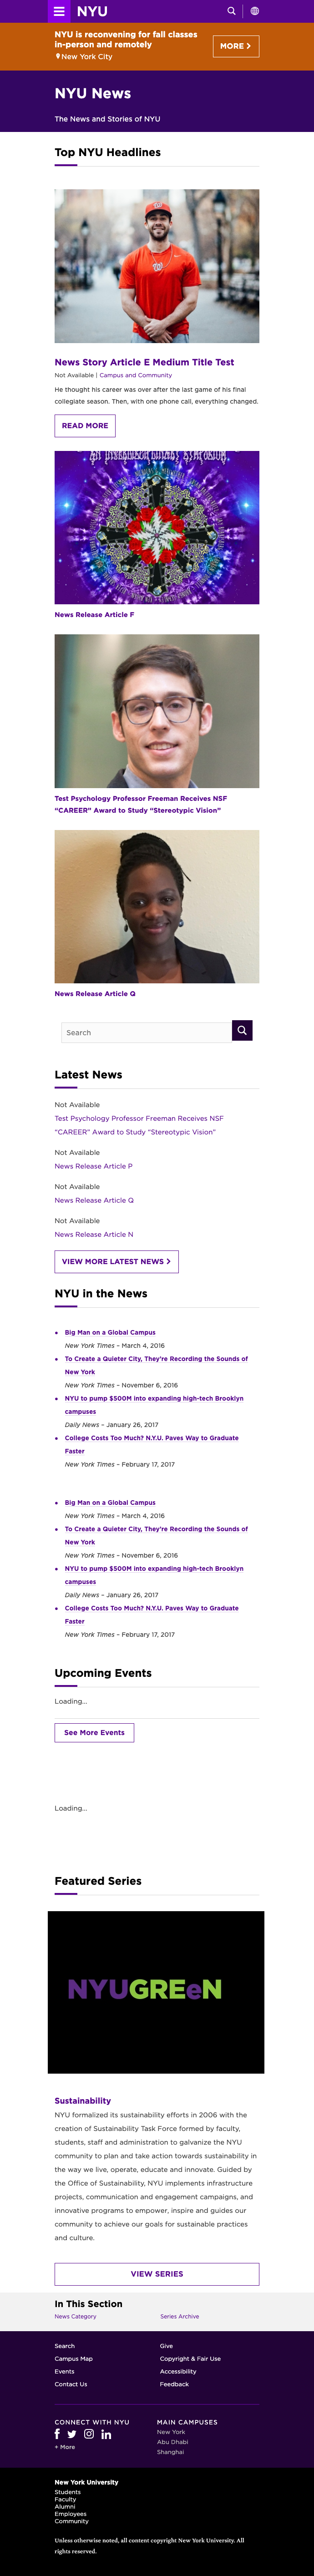 NYU
NYU is reconvening for fall classes
in-person and remotely
New York City
MORE
NYU News
The News and Stories of NYU
Top NYU Headlines
W
W
News Story Article E Medium Title Test
Not Available | Campus and Community
He thought his career was over after the last game of his final
collegiate season. Then, with one phone call, everything changed.
READ MORE
News Release Article F
Test Psychology Professor Freeman Receives NSF
“CAREER” Award to Study “Stereotypic Vision”
News Release Article Q
Search
Latest News
Not Available
Test Psychology Professor Freeman Receives NSF
“CAREER” Award to Study “Stereotypic Vision”
Not Available
News Release Article P
Not Available
News Release Article Q
Not Available
News Release Article N
VIEW MORE LATEST NEWS
NYU in the News
Big Man on a Global Campus
New York Times – March 4, 2016
To Create a Quieter City, They're Recording the Sounds of
New York
New York Times – November 6, 2016
NYU to pump $500M into expanding high-tech Brooklyn
campuses
Daily News – January 26, 2017
College Costs Too Much? N.Y.U. Paves Way to Graduate
Faster
New York Times – February 17, 2017
Big Man on a Global Campus
New York Times – March 4, 2016
To Create a Quieter City, They're Recording the Sounds of
New York
New York Times – November 6, 2016
NYU to pump $500M into expanding high-tech Brooklyn
campuses
Daily News – January 26, 2017
College Costs Too Much? N.Y.U. Paves Way to Graduate
Faster
New York Times – February 17, 2017
Upcoming Events
Loading...
See More Events
Loading...
Featured Series
NYUGREeN
Sustainability
NYU formalized its sustainability efforts in 2006 with the
creation of Sustainability Task Force formed by faculty,
students, staff and administration to galvanize the NYU
community to plan and take action towards sustainability in
the way we live, operate, educate and innovate. Guided by
the Office of Sustainability, NYU implements infrastructure
projects, communication and engagement campaigns, and
innovative programs to empower, inspire and guides our
community to achieve our goals for sustainable practices
and culture.
VIEW SERIES
In This Section
News Category
Series Archive
Search
Give
Campus Map
Copyright & Fair Use
Events
Accessibility
Contact Us
Feedback
CONNECT WITH NYU
+ More
MAIN CAMPUSES
New York
Abu Dhabi
Shanghai
New York University
Students
Faculty
Alumni
Employees
Community
Unless otherwise noted, all content copyright New York University. All
rights reserved.